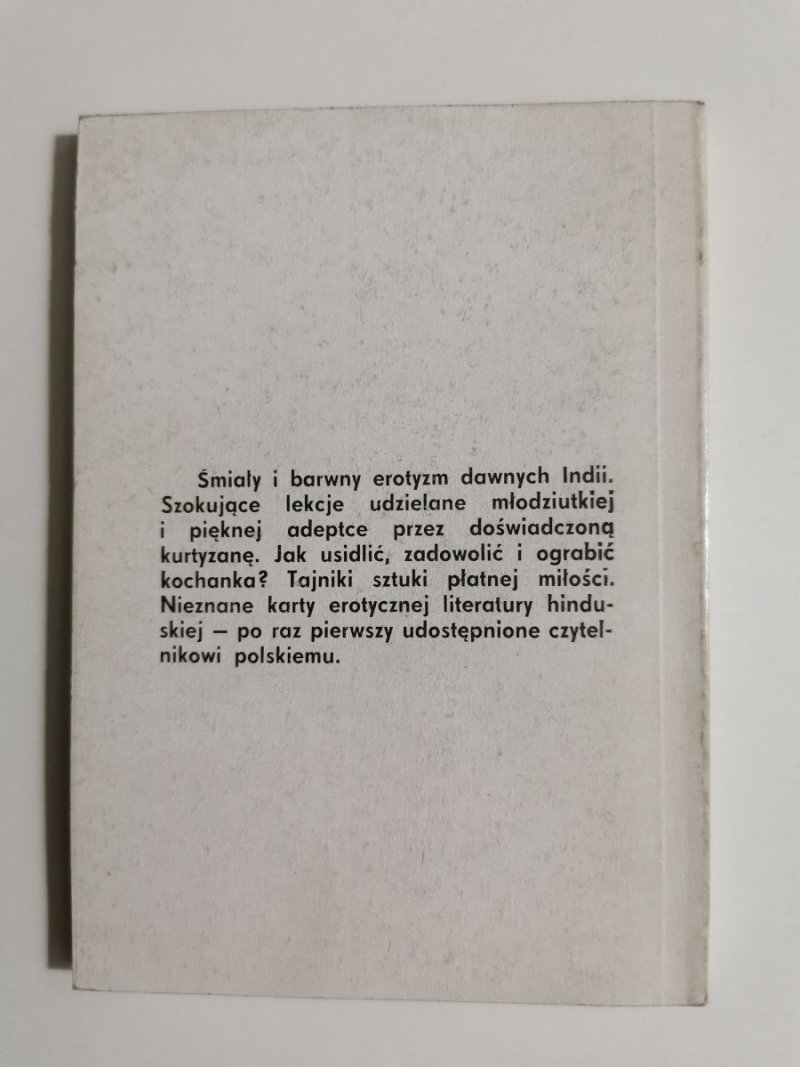 Śmiały i barwny erotyzm dawnych Indii.
Szokujące lekcje udzielane młodziutkiej
i pięknej adeptce przez doświadczoną
kurtyzanę. Jak usidlić, zadowolić i ograbić
kochanka? Tajniki sztuki płatnej miłości.
Nieznane karty erotycznej literatury hindu-
skiej — po raz pierwszy udostępnione czytel-
nikowi polskiemu.